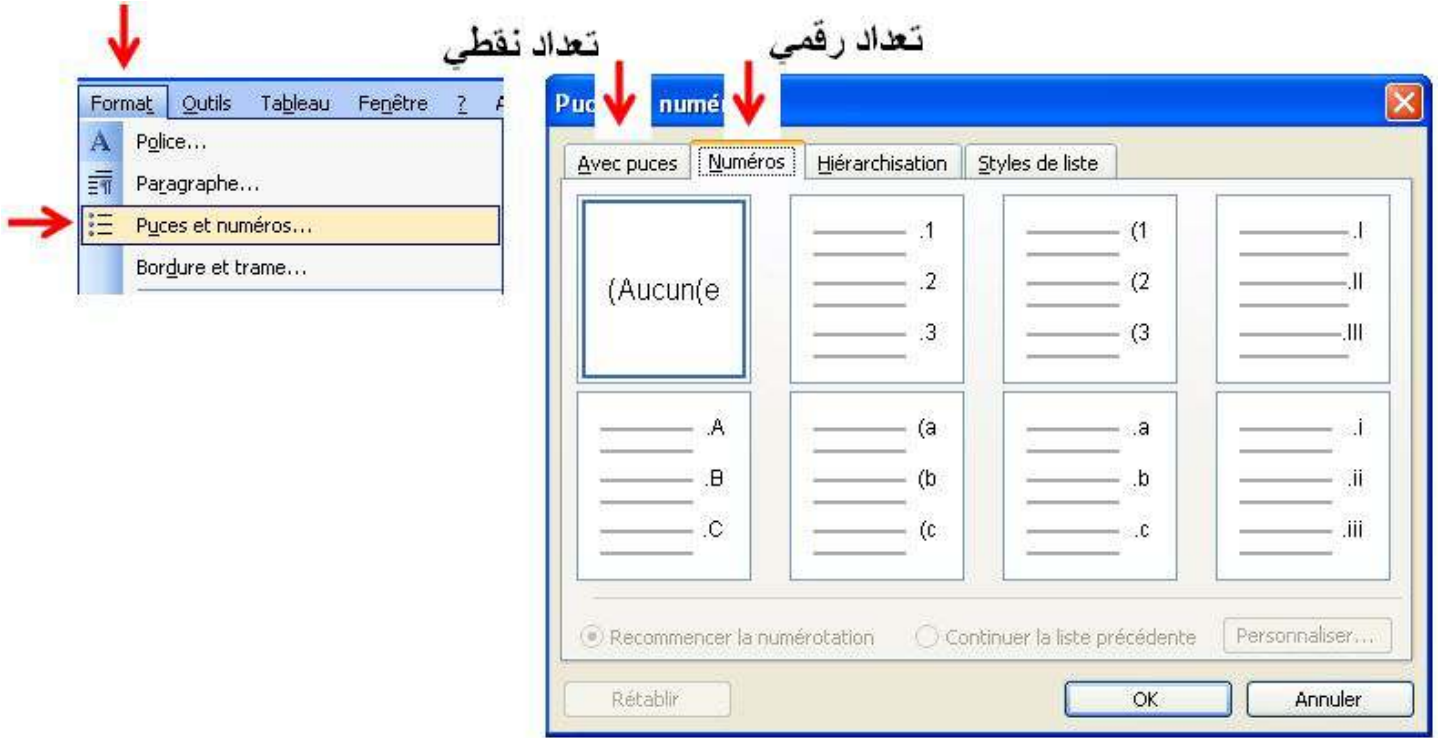 تعداد نقطي
تعداد رقمي
Format Outils Tableau Fenêtre ?
Police...
Paragraphe...
Puces et numéros...
Bordure et trame...
Avec puces Numéros Hiérarchisation Styles de liste
(Aucun(e
.1
.2
.3
(1
(2
(3
.I
.II
.III
.A
.B
.C
(a
(b
(c
.a
.b
.c
.i
.ii
.iii
Recommencer la numérotation Continuer la liste précédente Personnaliser...
Rétablir OK Annuler